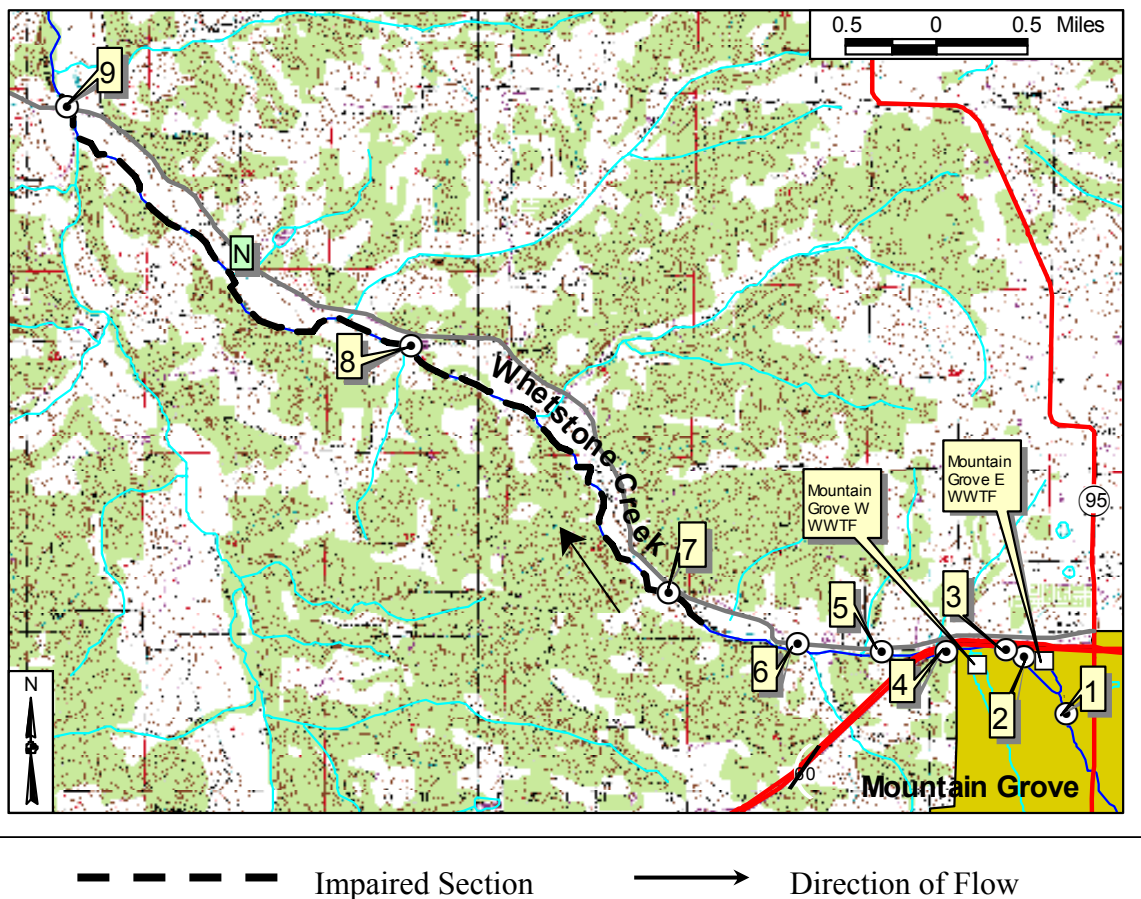 0.5 0 0.5 Miles
9
N
8
Whetstone Creek
95
Mountain
Grove E
WWTF
Mountain
Grove W
WWTF
7
3
5
6
4
2
1
N
60
Mountain Grove
Impaired Section
Direction of Flow